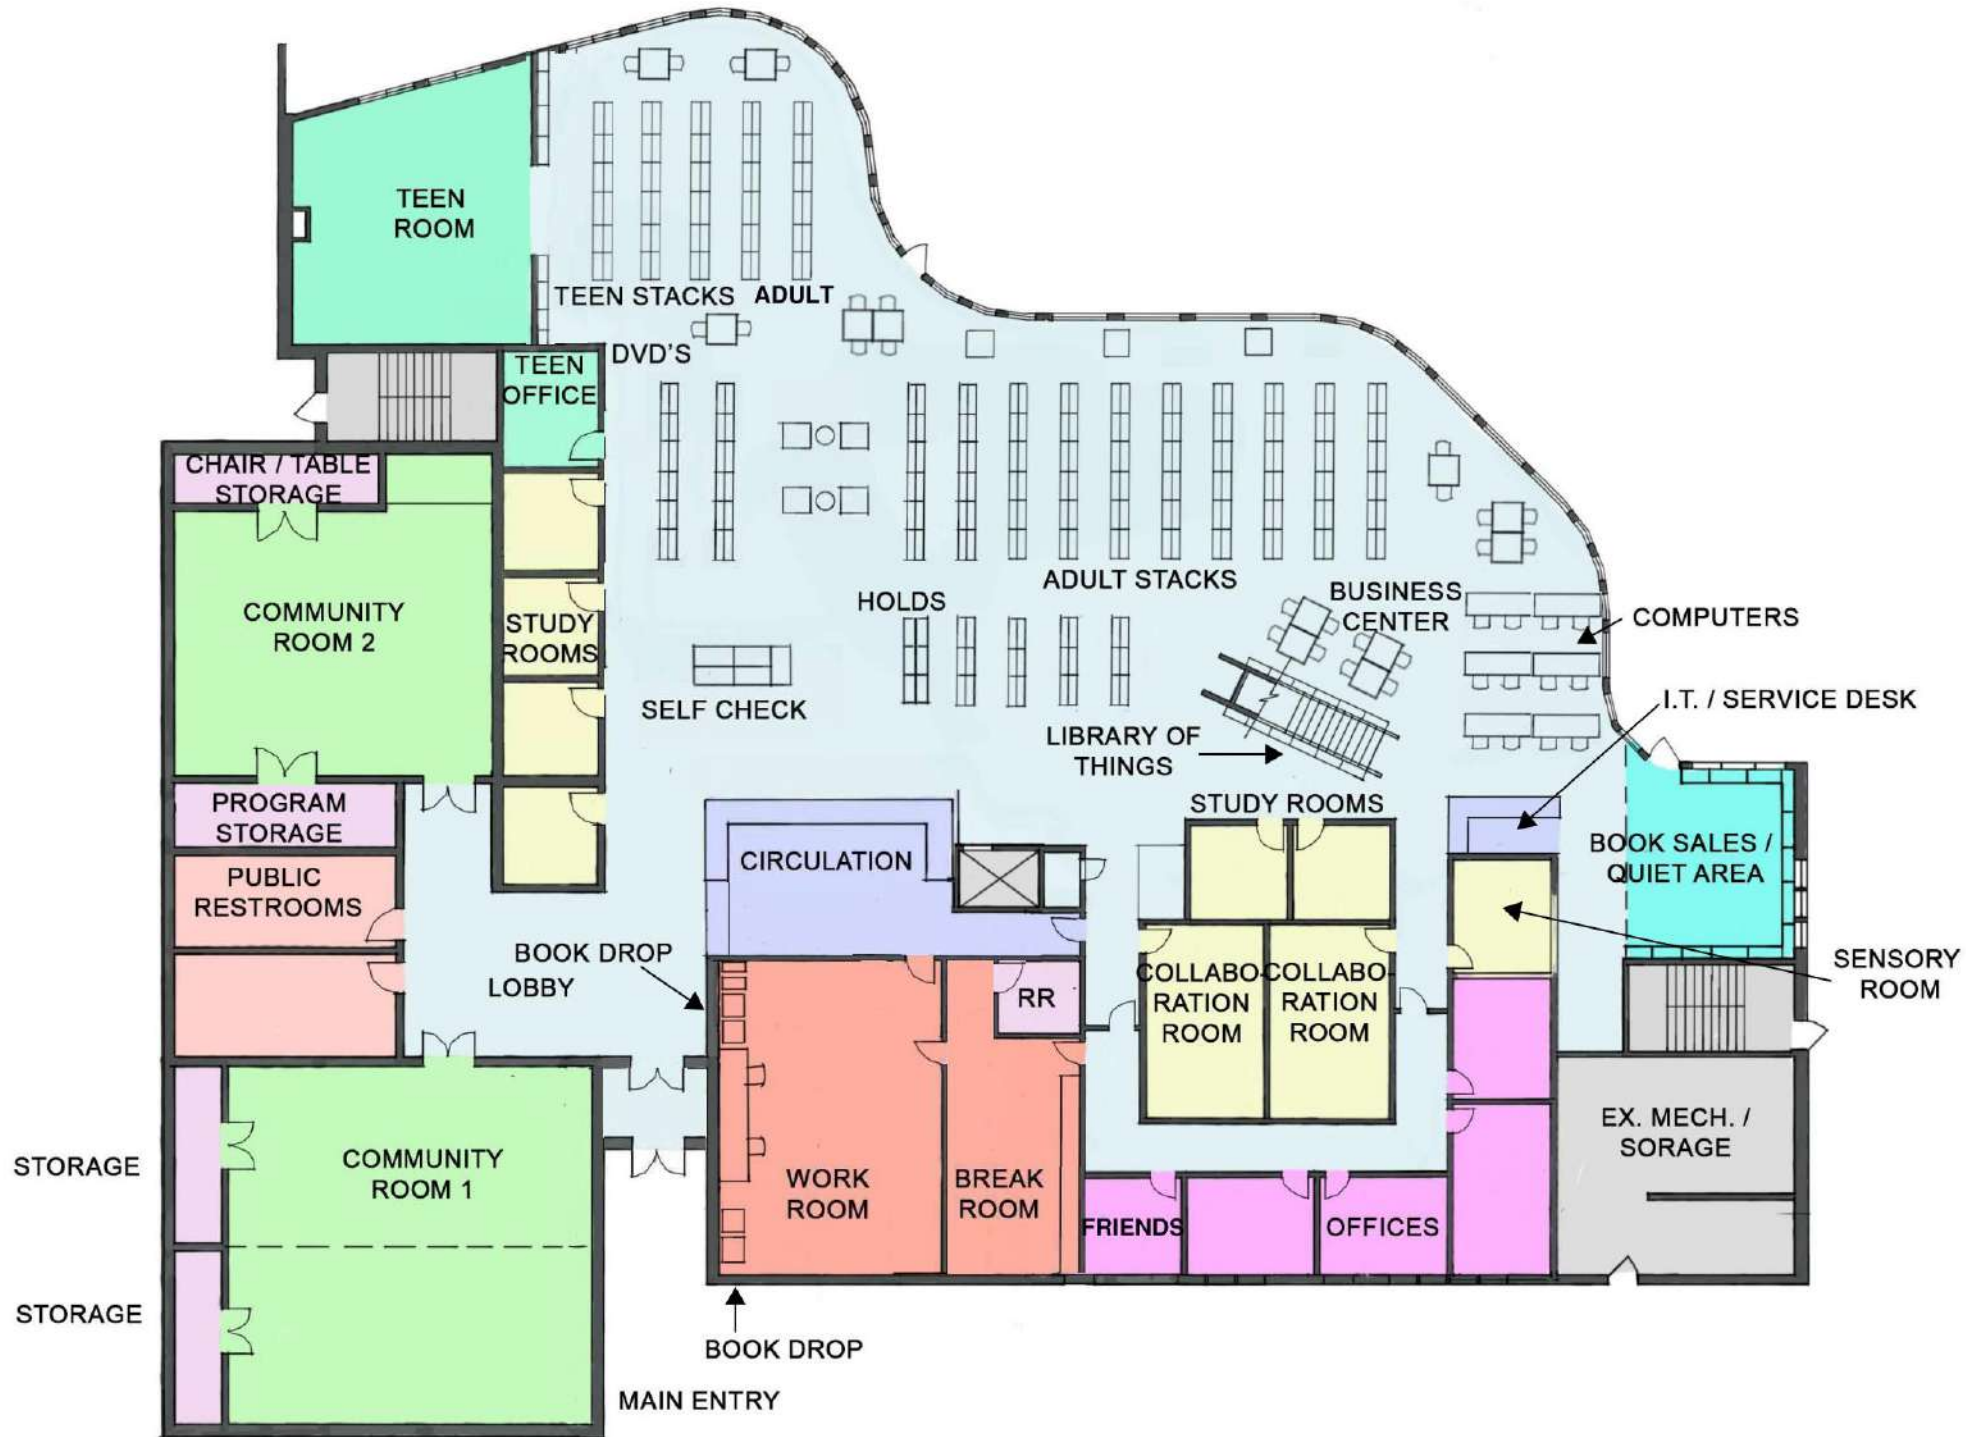 TEEN
ROOM
TEEN STACKS
ADULT
DVD'S
TEEN
OFFICE
CHAIR / TABLE
STORAGE
COMMUNITY
ROOM 2
STUDY
ROOMS
HOLDS
ADULT STACKS
BUSINESS
CENTER
COMPUTERS
SELF CHECK
I.T. / SERVICE DESK
LIBRARY OF
THINGS
PROGRAM
STORAGE
STUDY ROOMS
CIRCULATION
BOOK SALES /
QUIET AREA
PUBLIC
RESTROOMS
BOOK DROP
LOBBY
SENSORY
ROOM
RR
COLLABO-
RATION
ROOM
COLLABO-
RATION
ROOM
STORAGE
COMMUNITY
ROOM 1
WORK
ROOM
BREAK
ROOM
EX. MECH. /
SORAGE
FRIENDS
OFFICES
STORAGE
BOOK DROP
MAIN ENTRY